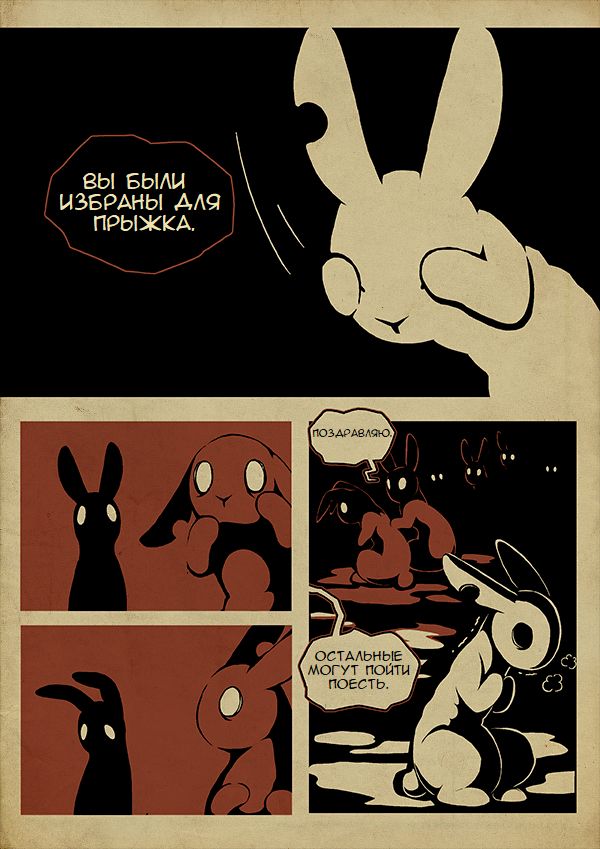 ВЫ БЫЛИ
ИЗБРАНЫ ДЛЯ
ПРЫЖКА.
ПОЗДРАВЛЯЮ.
ОСТАЛЬНЫЕ
МОГУТ ПОЙТИ
ПОЕСТЬ.